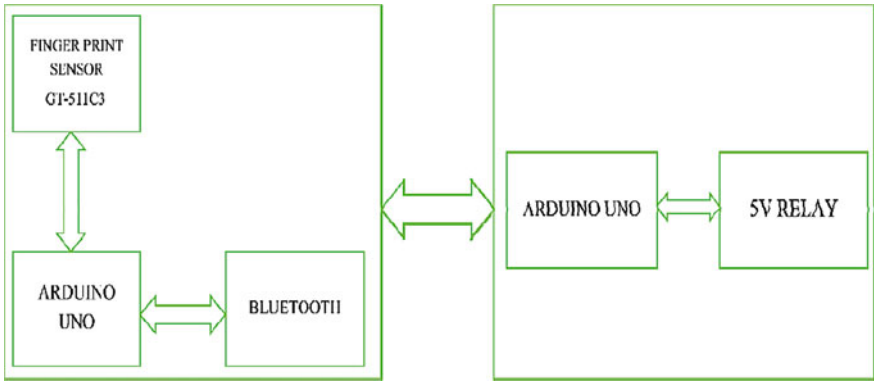 FINGER PRINT
SENSOR
GT-511C3
ARDUINO
UNO
BLUETOOTH
ARDUINO UNO
5V RELAY